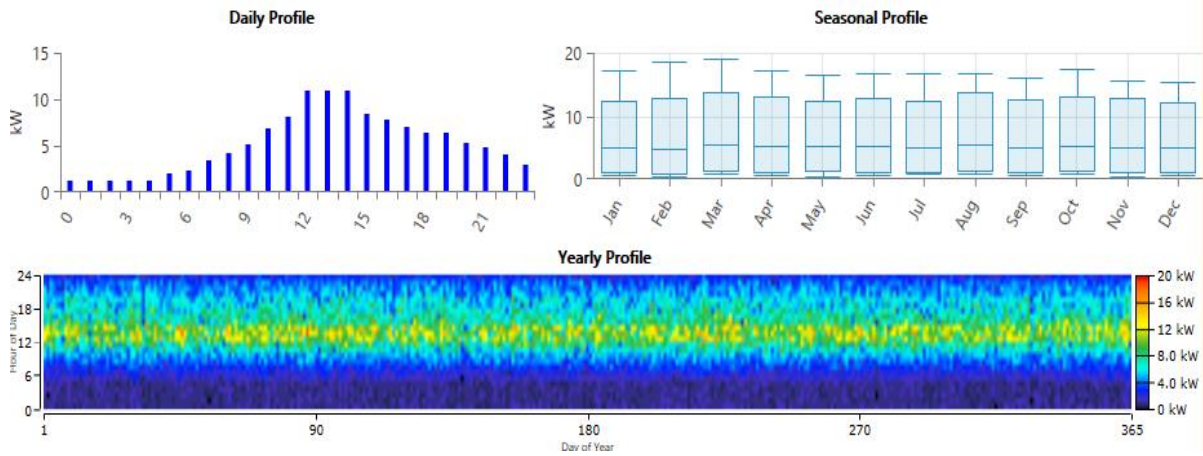 Daily Profile
15
10
5
0
kW
0 3 6 9 12 15 18 21
Seasonal Profile
20
10
0
kW
Jan Feb Mar Apr May Jun Jul Aug Sep Oct Nov Dec
Yearly Profile
24
18
12
6
0
Hour of Day
1 90 180 270 365
Day of Year
20 kW
16 kW
12 kW
8.0 kW
4.0 kW
0 kW